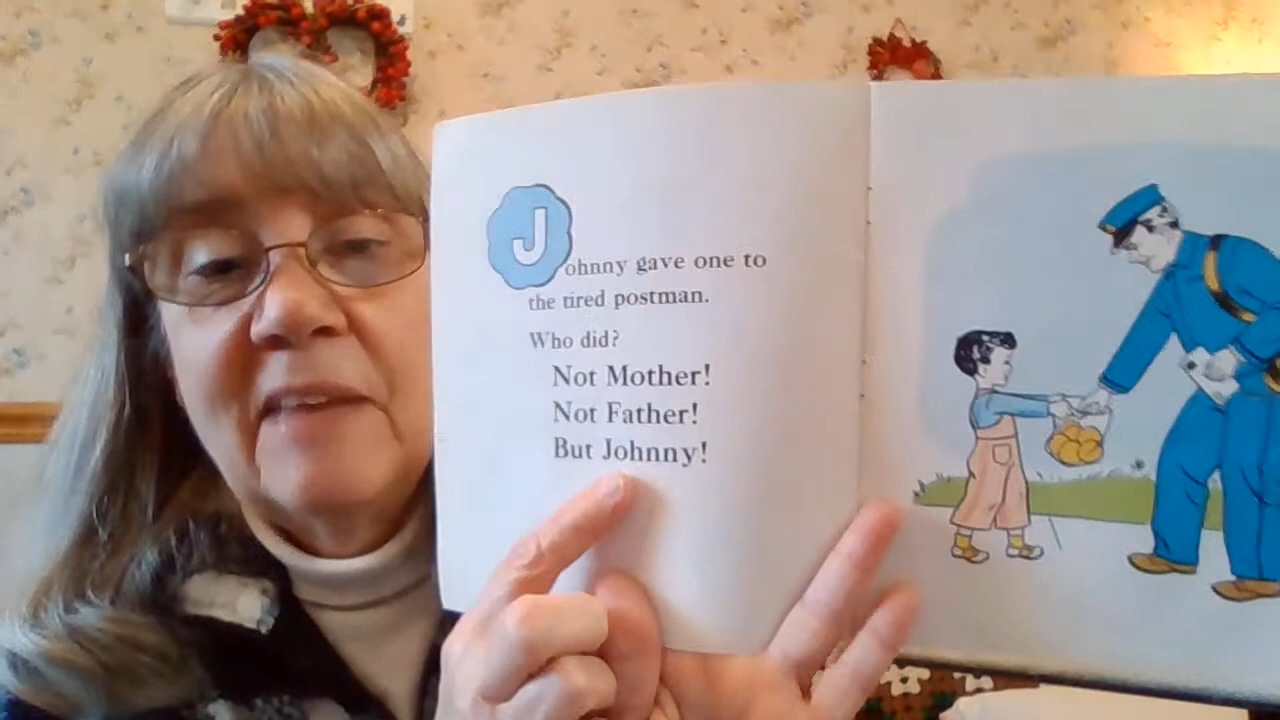 Johnny gave one to
the tired postman.
Who did?
Not Mother!
Not Father!
But Johnny!